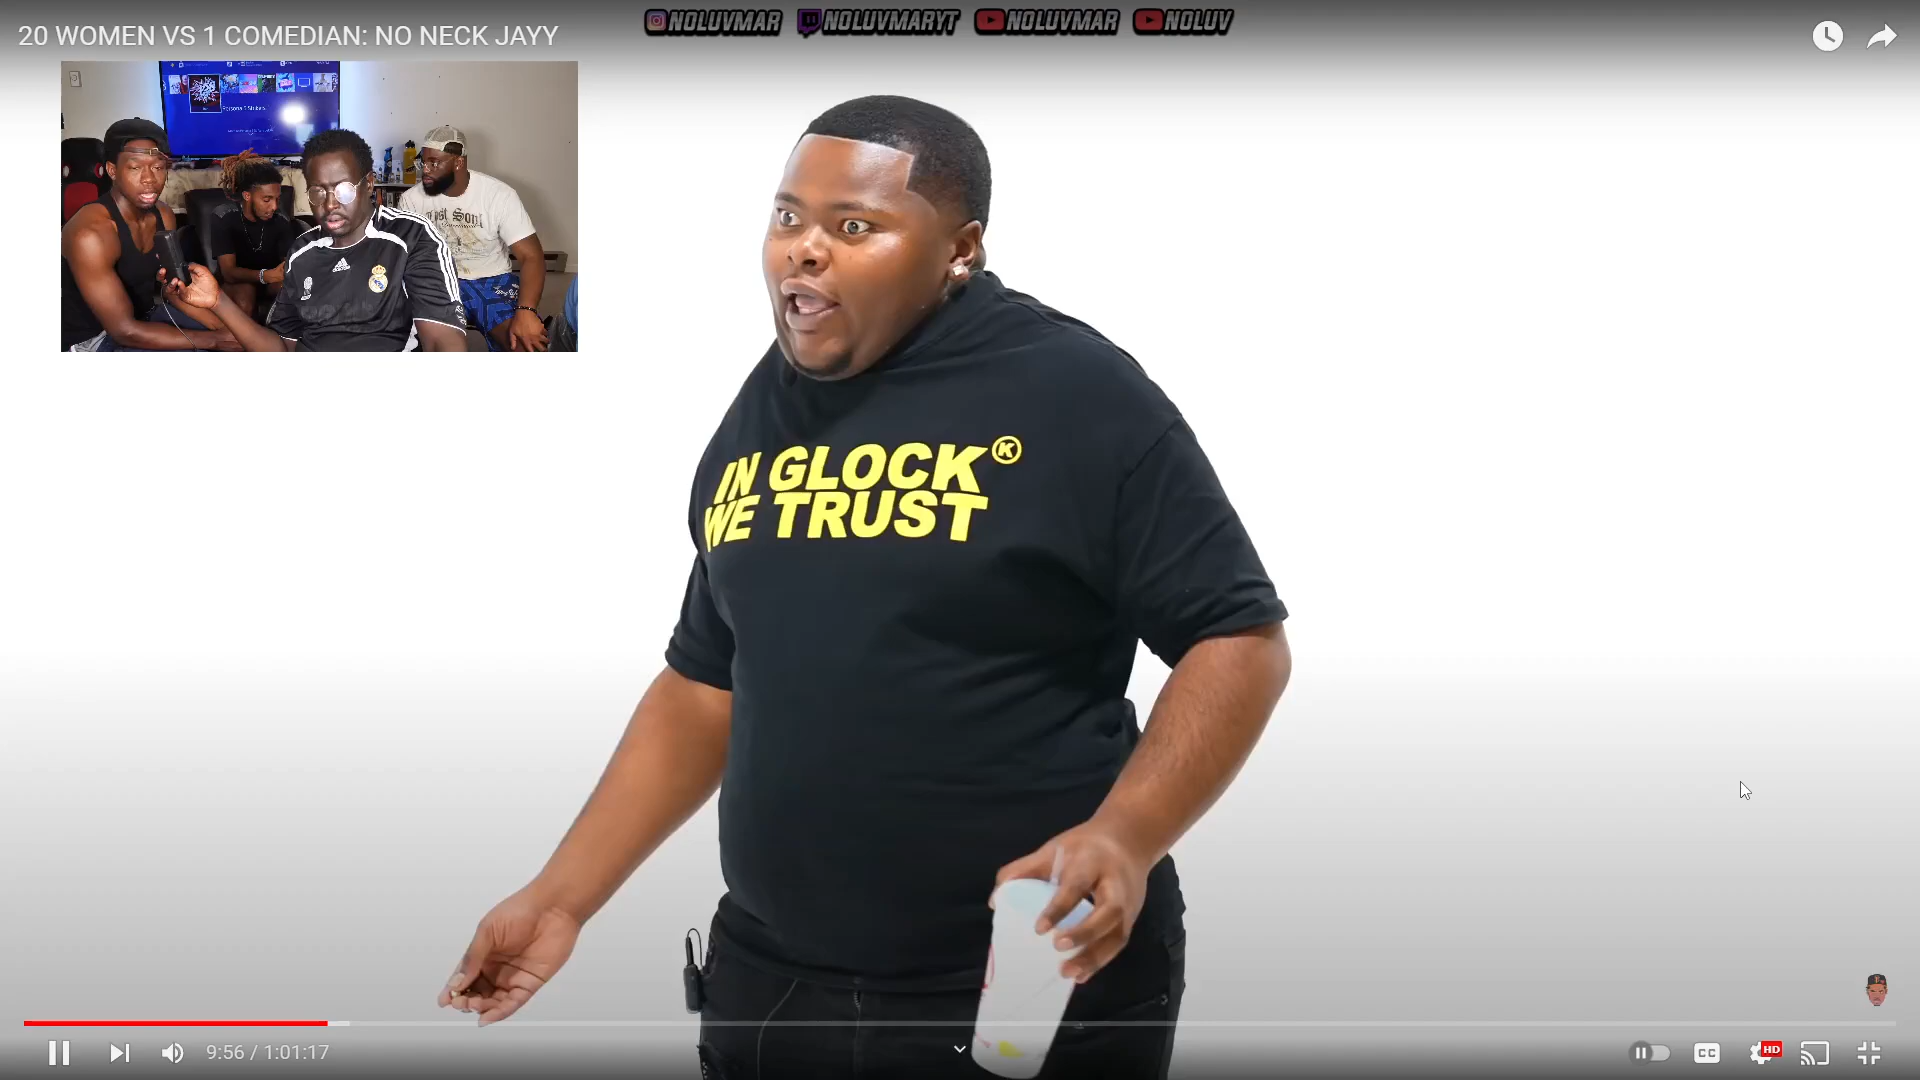 20 WOMEN VS 1 COMEDIAN: NO NECK JAYY
NOLUVMAR NOLUVMARYT NOLUVMAR NOLUV
IN GLOCK K
WE TRUST
9:56 / 1:01:17
CC
HD